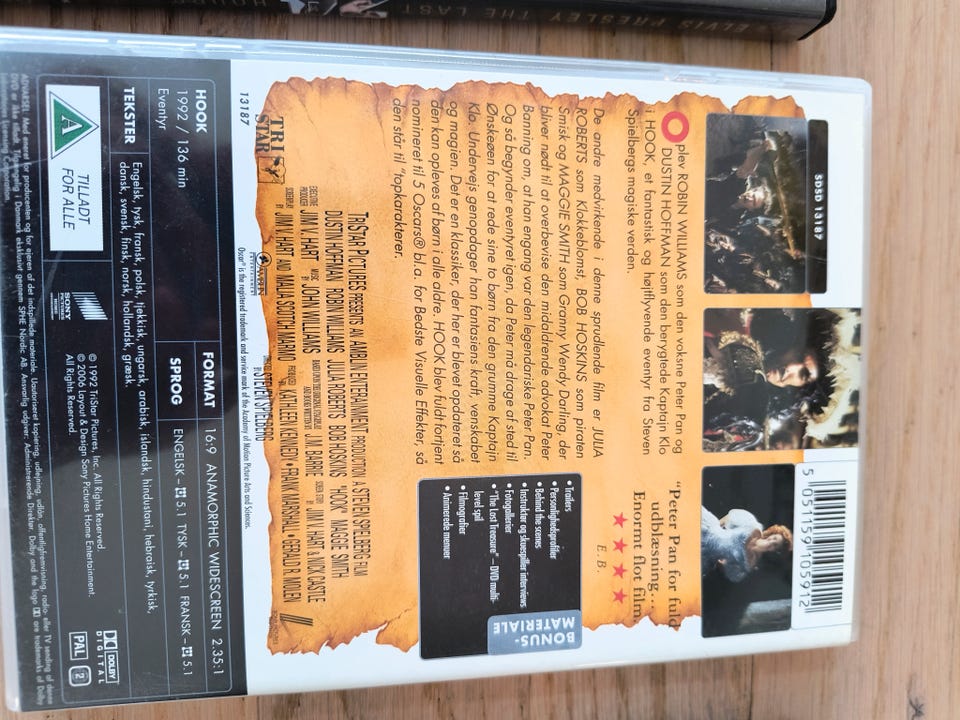 ELVIS PRESLEY THE LAST
HOURS
SDSD 13187
Oplev ROBIN WILLIAMS som den voksne Peter Pan og
DUSTIN HOFFMAN som den berygtede Kaptajn Klo
i HOOK, et fantastisk og højtflyvende eventyr fra Steven
Spielbergs magiske verden.
De andre medvirkende i denne sprudlende film er JULIA
ROBERTS som Klokkeblomst, BOB HOSKINS som piraten
Smisk og MAGGIE SMITH som Granny Wendy Darling, der
bliver nødt til at overbevise den midaldrende advokat Peter
Banning om, at han engang var den legendariske Peter Pan.
Og så begynder eventyret igen, da Peter må drage af sted til
Ønskeøen for at redde sine to børn fra den grumme Kaptajn
Klo. Undervejs genopdager han fantasiens kraft, venskabet
og magien. Det er en klassiker, der her er blevet opdateret så
den kan opleves af børn i alle aldre. HOOK blev fuldt fortjent
nomineret til 5 Oscars® bl.a. for Bedste Visuelle Effekter, så
den står til "topkarakterer.
"Peter Pan for fuld
udblæsning...
Enormt flot film.
★★★★★
E.B.
5 051159 105912
BONUS-
MATERIALE
• Trailers
• Personlighedsprofiler
• Behind the scenes
• Instruktør og skuespiller interviews
• Fotogallerier
• "The Lost Treasure" – DVD multi-
level spil
• Filmografier
• Animerede menuer
TRI STAR
TRISTAR PICTURES PRESENTS AN AMBLIN ENTERTAINMENT PRODUCTION A STEVEN SPIELBERG FILM
DUSTIN HOFFMAN ROBIN WILLIAMS JULIA ROBERTS BOB HOSKINS "HOOK" MAGGIE SMITH
EXECUTIVE PRODUCER JIM V. HART MUSIC BY JOHN WILLIAMS J.M. BARRIE SCREEN STORY BY JIM V. HART & NICK CASTLE
SCREENPLAY BY JIM V. HART AND MALIA SCOTCH MARMO PRODUCED BY KATHLEEN KENNEDY • FRANK MARSHALL • GERALD R. MOLEN
STEVEN SPIELBERG
Oscar® is the registered trademark and service mark of the Academy of Motion Picture Arts and Sciences.
13187
HOOK
1992 / 136 min
Eventyr
FORMAT 16:9 ANAMORPHIC WIDESCREEN 2.35:1
SPROG ENGELSK – 5.1 TYSK – 5.1 FRANSK – 5.1
TEKSTER Engelsk, tysk, fransk, polsk, tjekkisk, ungarsk, arabisk, islandsk, hindustani, hebraisk, tyrkisk,
dansk, svensk, finsk, norsk, hollandsk, græsk.
A
TILLADT
FOR ALLE
SONY
PICTURES
© 1992 TriStar Pictures, Inc. All Rights Reserved.
© 2006 Layout & Design Sony Pictures Home Entertainment.
All Rights Reserved.
DOLBY
DIGITAL
PAL 2